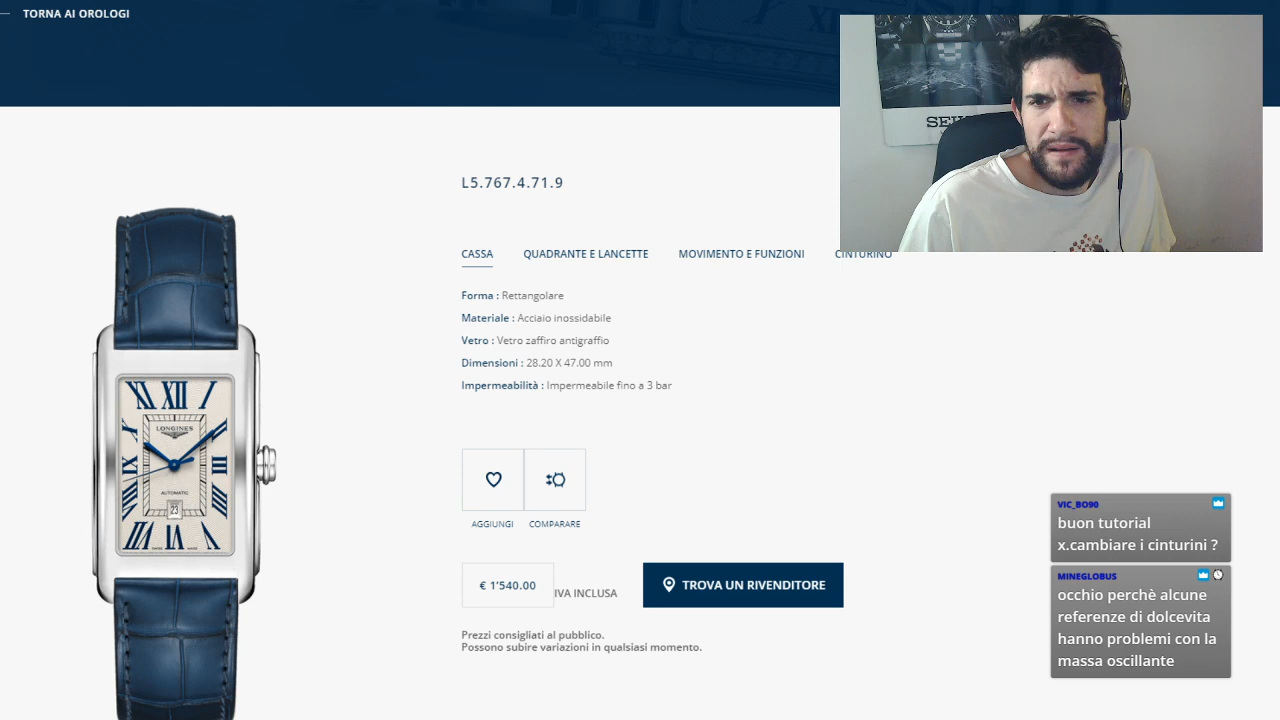 TORNA AI OROLOGI
L5.767.4.71.9
CASSA QUADRANTE E LANCETTE MOVIMENTO E FUNZIONI CINTURINO
Forma : Rettangolare
Materiale : Acciaio inossidabile
Vetro : Vetro zaffiro antigraffio
Dimensioni : 28.20 X 47.00 mm
Impermeabilità : Impermeabile fino a 3 bar
AGGIUNGI COMPARARE
€ 1'540.00 IVA INCLUSA TROVA UN RIVENDITORE
Prezzi consigliati al pubblico.
Possono subire variazioni in qualsiasi momento.
XI XII I
LONGINES
AUTOMATIC
23
VIC_BO90
buon tutorial
x.cambiare i cinturini ?
MINEGLOBUS
occhio perchè alcune
referenze di dolcevita
hanno problemi con la
massa oscillante